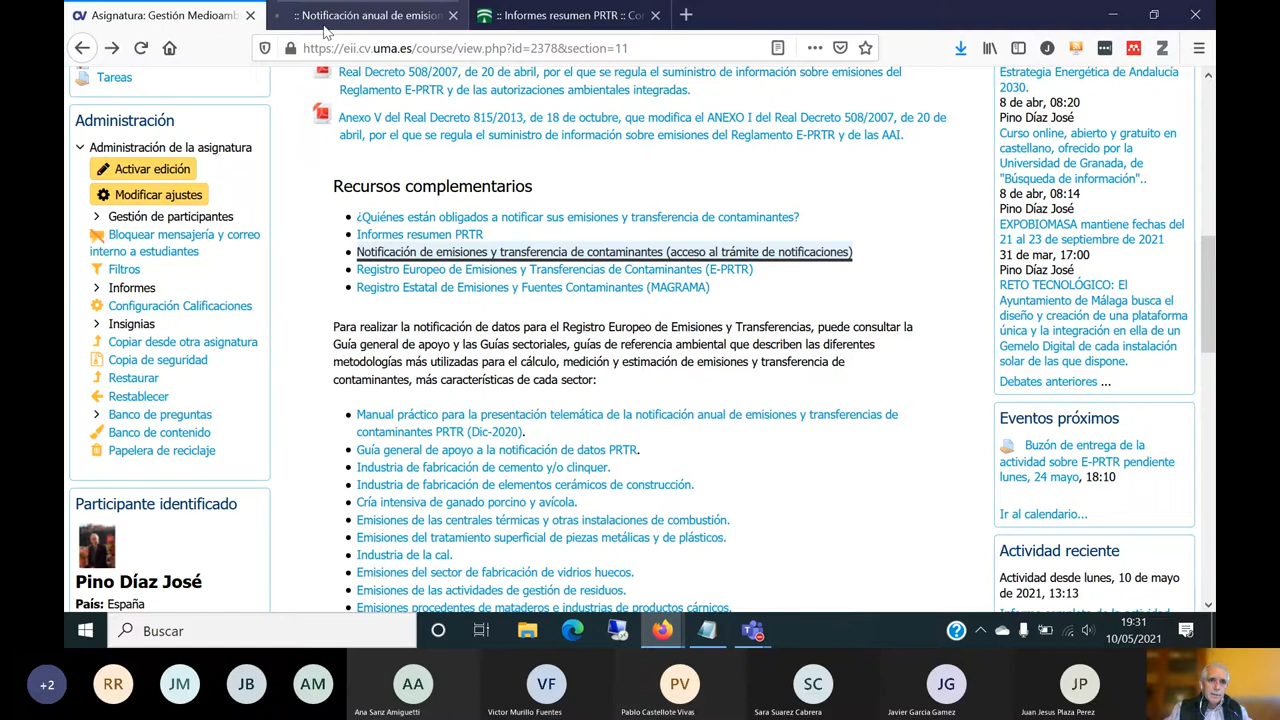 Asignatura: Gestión Medioamb
:: Notificación anual de emision
:: Informes resumen PRTR :: Co
https://eii.cv.uma.es/course/view.php?id=2378&section=11
Tareas
Administración
Administración de la asignatura
Activar edición
Modificar ajustes
Gestión de participantes
Bloquear mensajería y correo
interno a estudiantes
Filtros
Informes
Configuración Calificaciones
Insignias
Copiar desde otra asignatura
Copia de seguridad
Restaurar
Restablecer
Banco de preguntas
Banco de contenido
Papelera de reciclaje
Participante identificado
Pino Díaz José
País: España
Real Decreto 508/2007, de 20 de abril, por el que se regula el suministro de información sobre emisiones del
Reglamento E-PRTR y de las autorizaciones ambientales integradas.
Anexo V del Real Decreto 815/2013, de 18 de octubre, que modifica el ANEXO I del Real Decreto 508/2007, de 20 de
abril, por el que se regula el suministro de información sobre emisiones del Reglamento E-PRTR y de las AAI.
Recursos complementarios
¿Quiénes están obligados a notificar sus emisiones y transferencia de contaminantes?
Informes resumen PRTR
Notificación de emisiones y transferencia de contaminantes (acceso al trámite de notificaciones)
Registro Europeo de Emisiones y Transferencias de Contaminantes (E-PRTR)
Registro Estatal de Emisiones y Fuentes Contaminantes (MAGRAMA)
Para realizar la notificación de datos para el Registro Europeo de Emisiones y Transferencias, puede consultar la
Guía general de apoyo y las Guías sectoriales, guías de referencia ambiental que describen las diferentes
metodologías más utilizadas para el cálculo, medición y estimación de emisiones y transferencia de
contaminantes, más características de cada sector:
Manual práctico para la presentación telemática de la notificación anual de emisiones y transferencias de
contaminantes PRTR (Dic-2020).
Guía general de apoyo a la notificación de datos PRTR.
Industria de fabricación de cemento y/o clinquer.
Industria de fabricación de elementos cerámicos de construcción.
Cría intensiva de ganado porcino y avícola.
Emisiones de las centrales térmicas y otras instalaciones de combustión.
Emisiones del tratamiento superficial de piezas metálicas y de plásticos.
Industria de la cal.
Emisiones del sector de fabricación de vidrios huecos.
Emisiones de las actividades de gestión de residuos.
Emisiones procedentes de mataderos e industrias de productos cárnicos.
Estrategia Energética de Andalucía
2030.
8 de abr, 08:20
Pino Díaz José
Curso online, abierto y gratuito en
castellano, ofrecido por la
Universidad de Granada, de
"Búsqueda de información"..
8 de abr, 08:14
Pino Díaz José
EXPOBIOMASA mantiene fechas del
21 al 23 de septiembre de 2021
31 de mar, 17:00
Pino Díaz José
RETO TECNOLÓGICO: El
Ayuntamiento de Málaga busca el
diseño y creación de una plataforma
única y la integración en ella de un
Gemelo Digital de cada instalación
solar de las que dispone.
Debates anteriores ...
Eventos próximos
Buzón de entrega de la
actividad sobre E-PRTR pendiente
lunes, 24 mayo, 18:10
Ir al calendario...
Actividad reciente
Actividad desde lunes, 10 de mayo
de 2021, 13:13
Informe completo de la actividad
Buscar
19:31
10/05/2021
+2
RR
JM
JB
AM
AA
VF
PV
SC
JG
JP
Ana Sanz Amiguetti
Victor Murillo Fuentes
Pablo Castellote Vivas
Sara Suarez Cabrera
Javier Garcia Gamez
Juan Jesus Plaza Perez